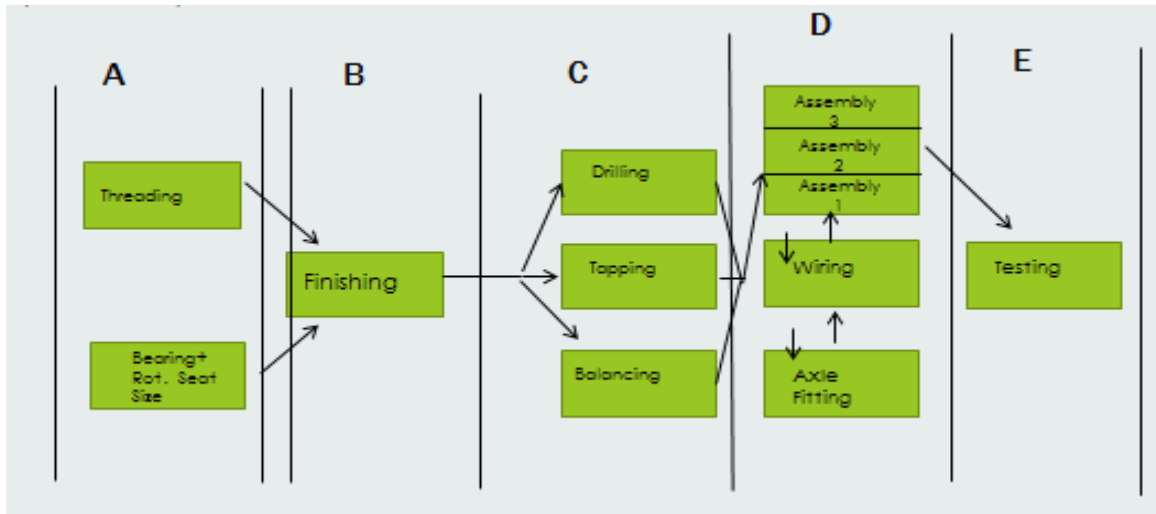 A
B
C
D
E
Threading
Bearing+
Rot. Seat
Size
Finishing
Drilling
Tapping
Balancing
Assembly
3
Assembly
2
Assembly
1
Wiring
Axle
Fitting
Testing